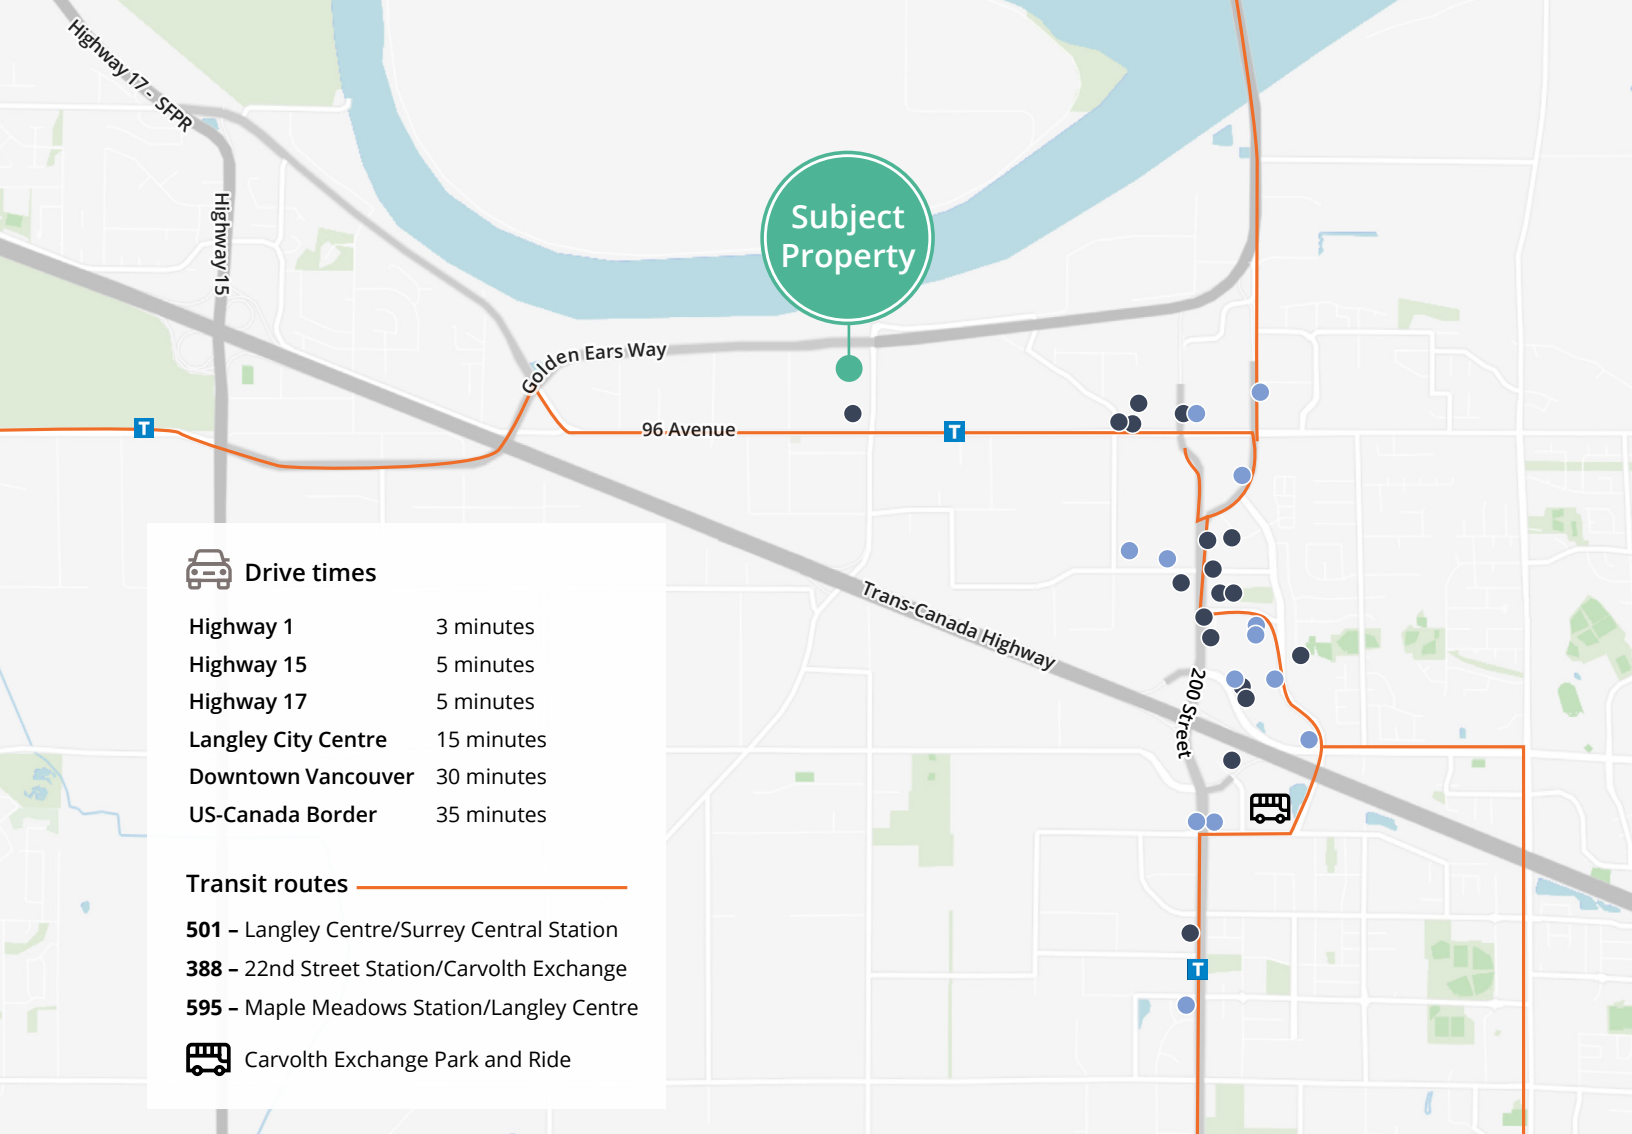 Highway 17 - SFPR
Highway 15
Subject
Property
Golden Ears Way
T
96 Avenue
T
Trans-Canada Highway
200 Street
T
Drive times
Highway 1 3 minutes
Highway 15 5 minutes
Highway 17 5 minutes
Langley City Centre 15 minutes
Downtown Vancouver 30 minutes
US-Canada Border 35 minutes
Transit routes
501 – Langley Centre/Surrey Central Station
388 – 22nd Street Station/Carvolth Exchange
595 – Maple Meadows Station/Langley Centre
Carvolth Exchange Park and Ride